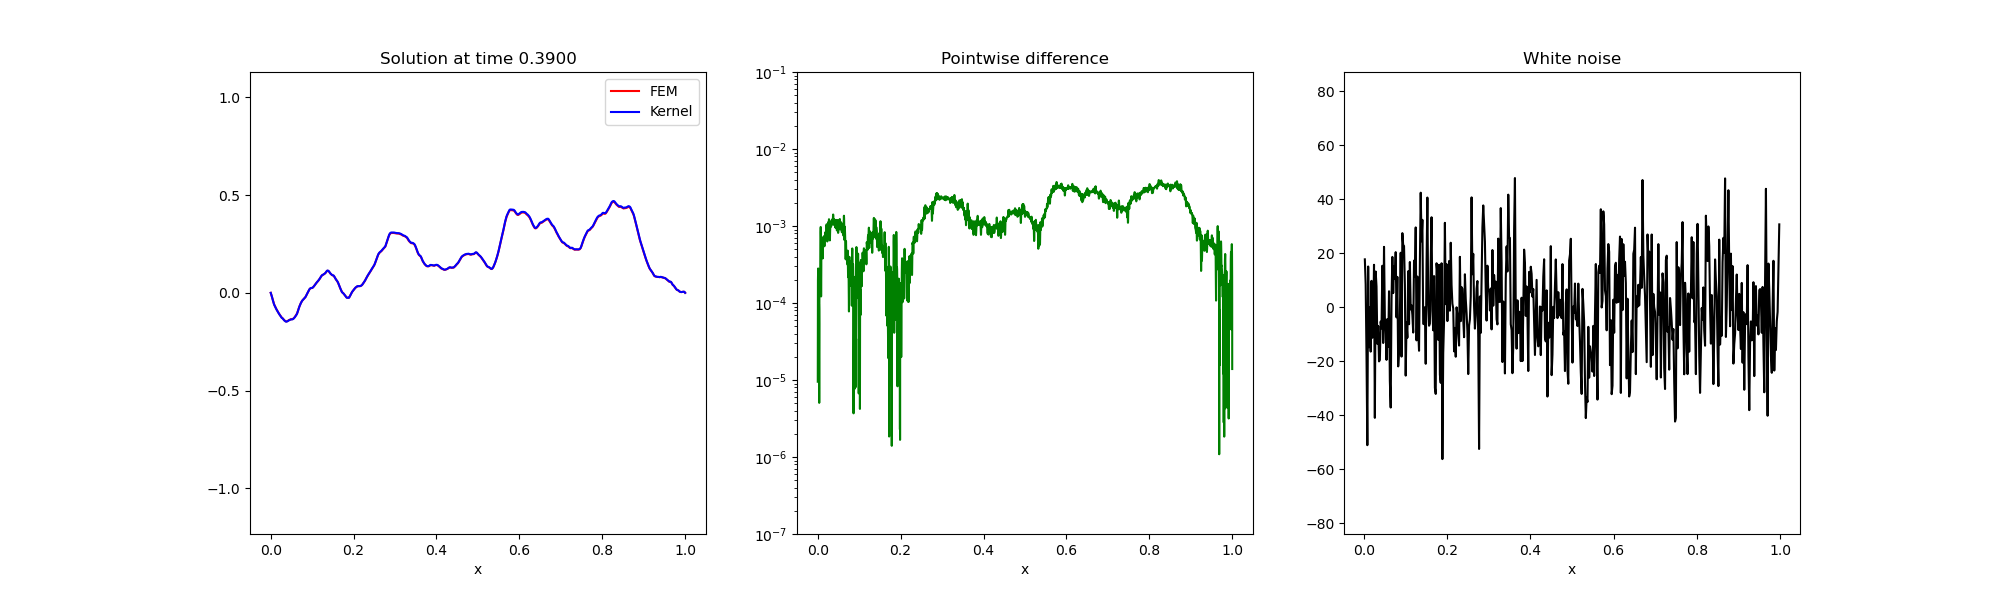 Solution at time 0.3900
1.0
0.5
0.0
−0.5
−1.0
0.0 0.2 0.4 0.6 0.8 1.0
x
FEM
Kernel
Pointwise difference
10⁻¹
10⁻²
10⁻³
10⁻⁴
10⁻⁵
10⁻⁶
10⁻⁷
0.0 0.2 0.4 0.6 0.8 1.0
x
White noise
80
60
40
20
0
−20
−40
−60
−80
0.0 0.2 0.4 0.6 0.8 1.0
x